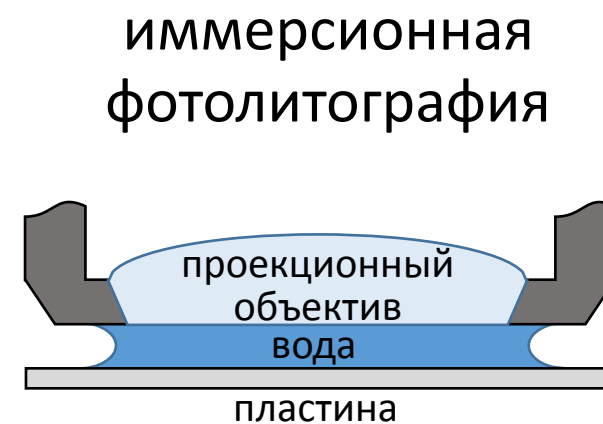 иммерсионная
фотолитография
проекционный
объектив
вода
пластина